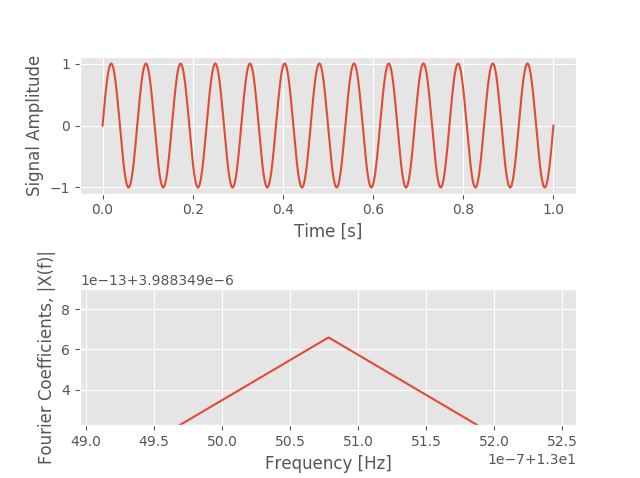 Signal Amplitude
1
0
−1
0.0 0.2 0.4 0.6 0.8 1.0
Time [s]
Fourier Coefficients, |X(f)|
1e−13+3.988349e−6
8
6
4
49.0 49.5 50.0 50.5 51.0 51.5 52.0 52.5
Frequency [Hz]
1e−7+1.3e1